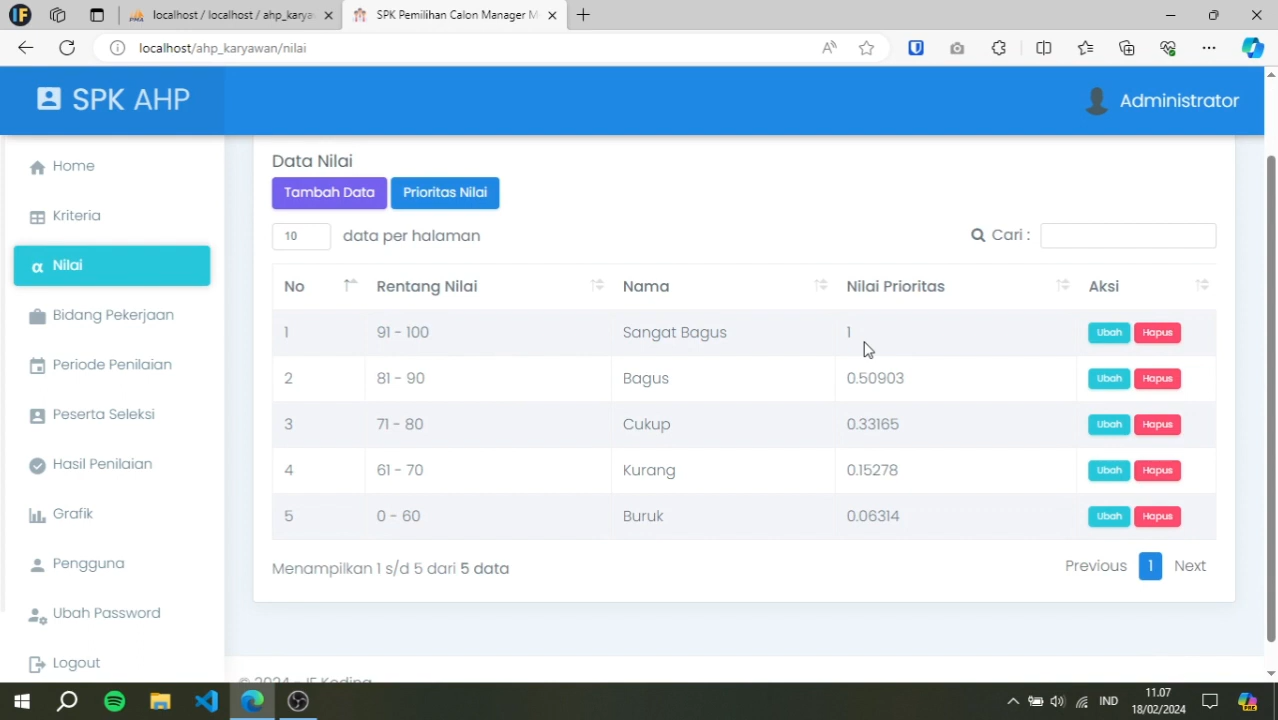 localhost / localhost / ahp_karya
SPK Pemilihan Calon Manager M
localhost/ahp_karyawan/nilai
SPK AHP
Administrator
Home
Kriteria
α Nilai
Bidang Pekerjaan
Periode Penilaian
Peserta Seleksi
Hasil Penilaian
Grafik
Pengguna
Ubah Password
Logout
Data Nilai
Tambah Data
Prioritas Nilai
10 data per halaman
Cari :
No Rentang Nilai Nama Nilai Prioritas Aksi
1 91 - 100 Sangat Bagus 1 Ubah Hapus
2 81 - 90 Bagus 0.50903 Ubah Hapus
3 71 - 80 Cukup 0.33165 Ubah Hapus
4 61 - 70 Kurang 0.15278 Ubah Hapus
5 0 - 60 Buruk 0.06314 Ubah Hapus
Menampilkan 1 s/d 5 dari 5 data
Previous 1 Next
© 2024 - IF Koding
IND
11.07
18/02/2024